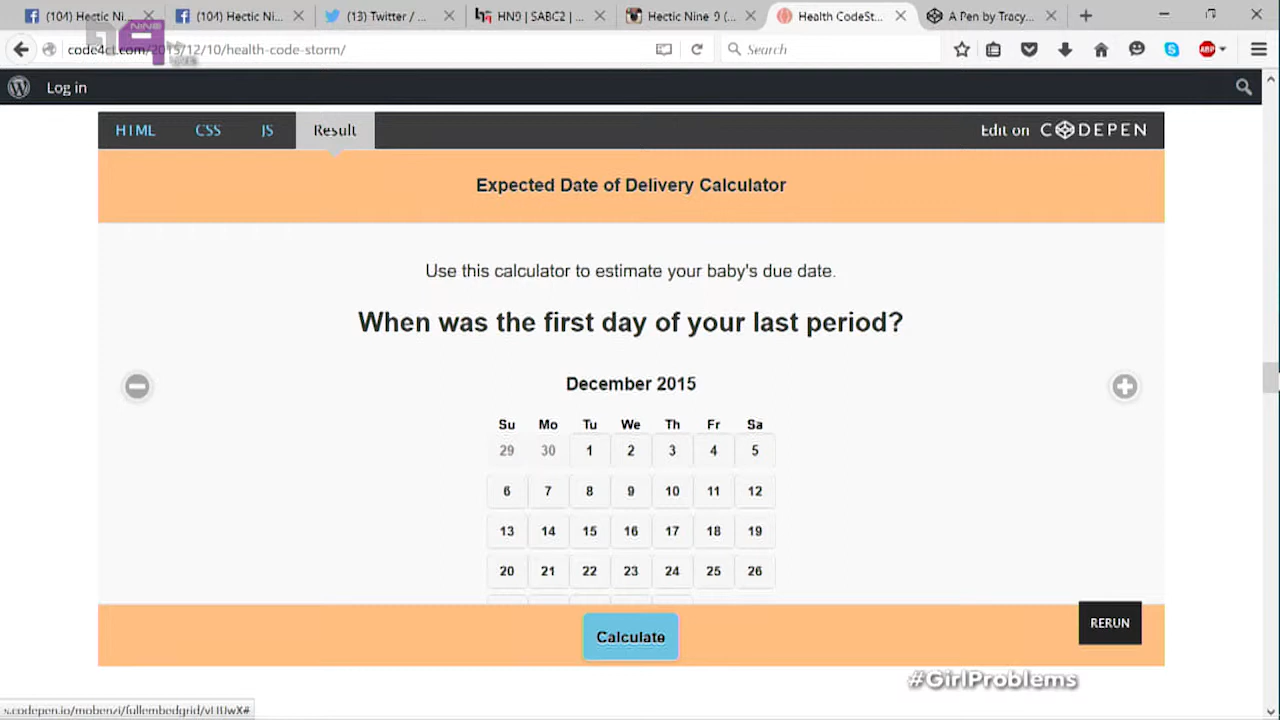 (104) Hectic Ni... (104) Hectic Ni... (13) Twitter / ... HN9 | SABC2 | ... Hectic Nine 9 (... Health CodeSt... A Pen by Tracy...
code4ct.com/2015/12/10/health-code-storm/ Search ABP
Log in
HTML CSS JS Result Edit on CODEPEN
Expected Date of Delivery Calculator
Use this calculator to estimate your baby's due date.
When was the first day of your last period?
December 2015
Su Mo Tu We Th Fr Sa
29 30 1 2 3 4 5
6 7 8 9 10 11 12
13 14 15 16 17 18 19
20 21 22 23 24 25 26
Calculate
RERUN
#GirlProblems